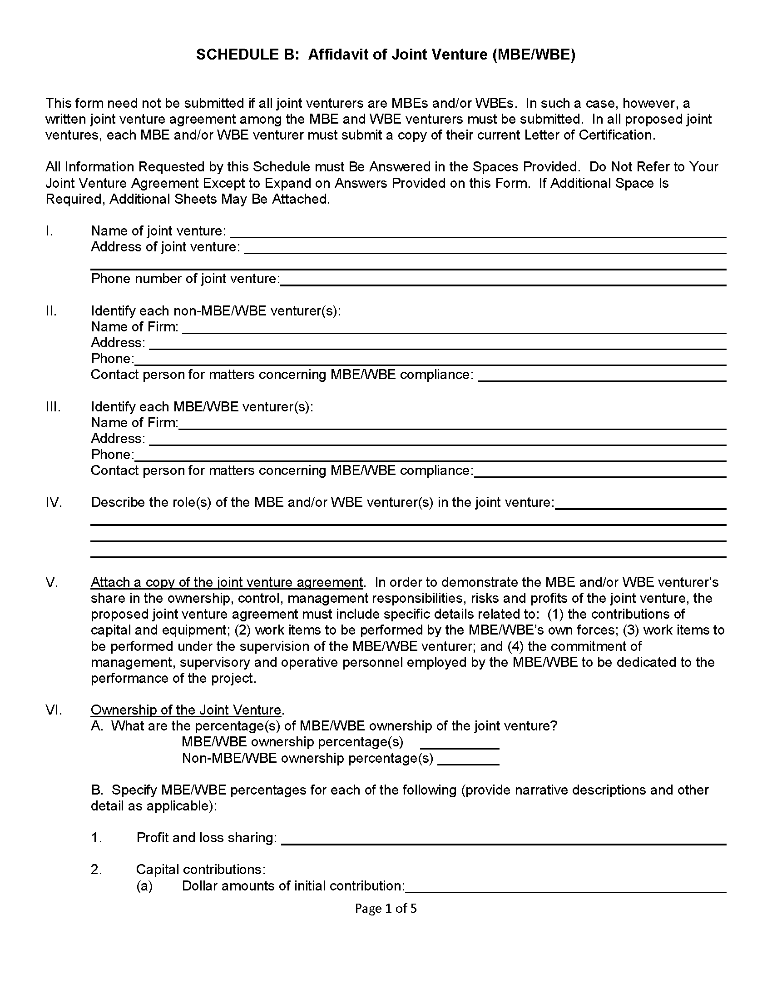 SCHEDULE B: Affidavit of Joint Venture (MBE/WBE)
This form need not be submitted if all joint venturers are MBEs and/or WBEs. In such a case, however, a
written joint venture agreement among the MBE and WBE venturers must be submitted. In all proposed joint
ventures, each MBE and/or WBE venturer must submit a copy of their current Letter of Certification.
All Information Requested by this Schedule must Be Answered in the Spaces Provided. Do Not Refer to Your
Joint Venture Agreement Except to Expand on Answers Provided on this Form. If Additional Space Is
Required, Additional Sheets May Be Attached.
I. Name of joint venture:
Address of joint venture:
Phone number of joint venture:
II. Identify each non-MBE/WBE venturer(s):
Name of Firm:
Address:
Phone:
Contact person for matters concerning MBE/WBE compliance:
III. Identify each MBE/WBE venturer(s):
Name of Firm:
Address:
Phone:
Contact person for matters concerning MBE/WBE compliance:
IV. Describe the role(s) of the MBE and/or WBE venturer(s) in the joint venture:
V. Attach a copy of the joint venture agreement. In order to demonstrate the MBE and/or WBE venturer's
share in the ownership, control, management responsibilities, risks and profits of the joint venture, the
proposed joint venture agreement must include specific details related to: (1) the contributions of
capital and equipment; (2) work items to be performed by the MBE/WBE's own forces; (3) work items to
be performed under the supervision of the MBE/WBE venturer; and (4) the commitment of
management, supervisory and operative personnel employed by the MBE/WBE to be dedicated to the
performance of the project.
VI. Ownership of the Joint Venture.
A. What are the percentage(s) of MBE/WBE ownership of the joint venture?
MBE/WBE ownership percentage(s)
Non-MBE/WBE ownership percentage(s)
B. Specify MBE/WBE percentages for each of the following (provide narrative descriptions and other
detail as applicable):
1. Profit and loss sharing:
2. Capital contributions:
(a) Dollar amounts of initial contribution:
Page 1 of 5